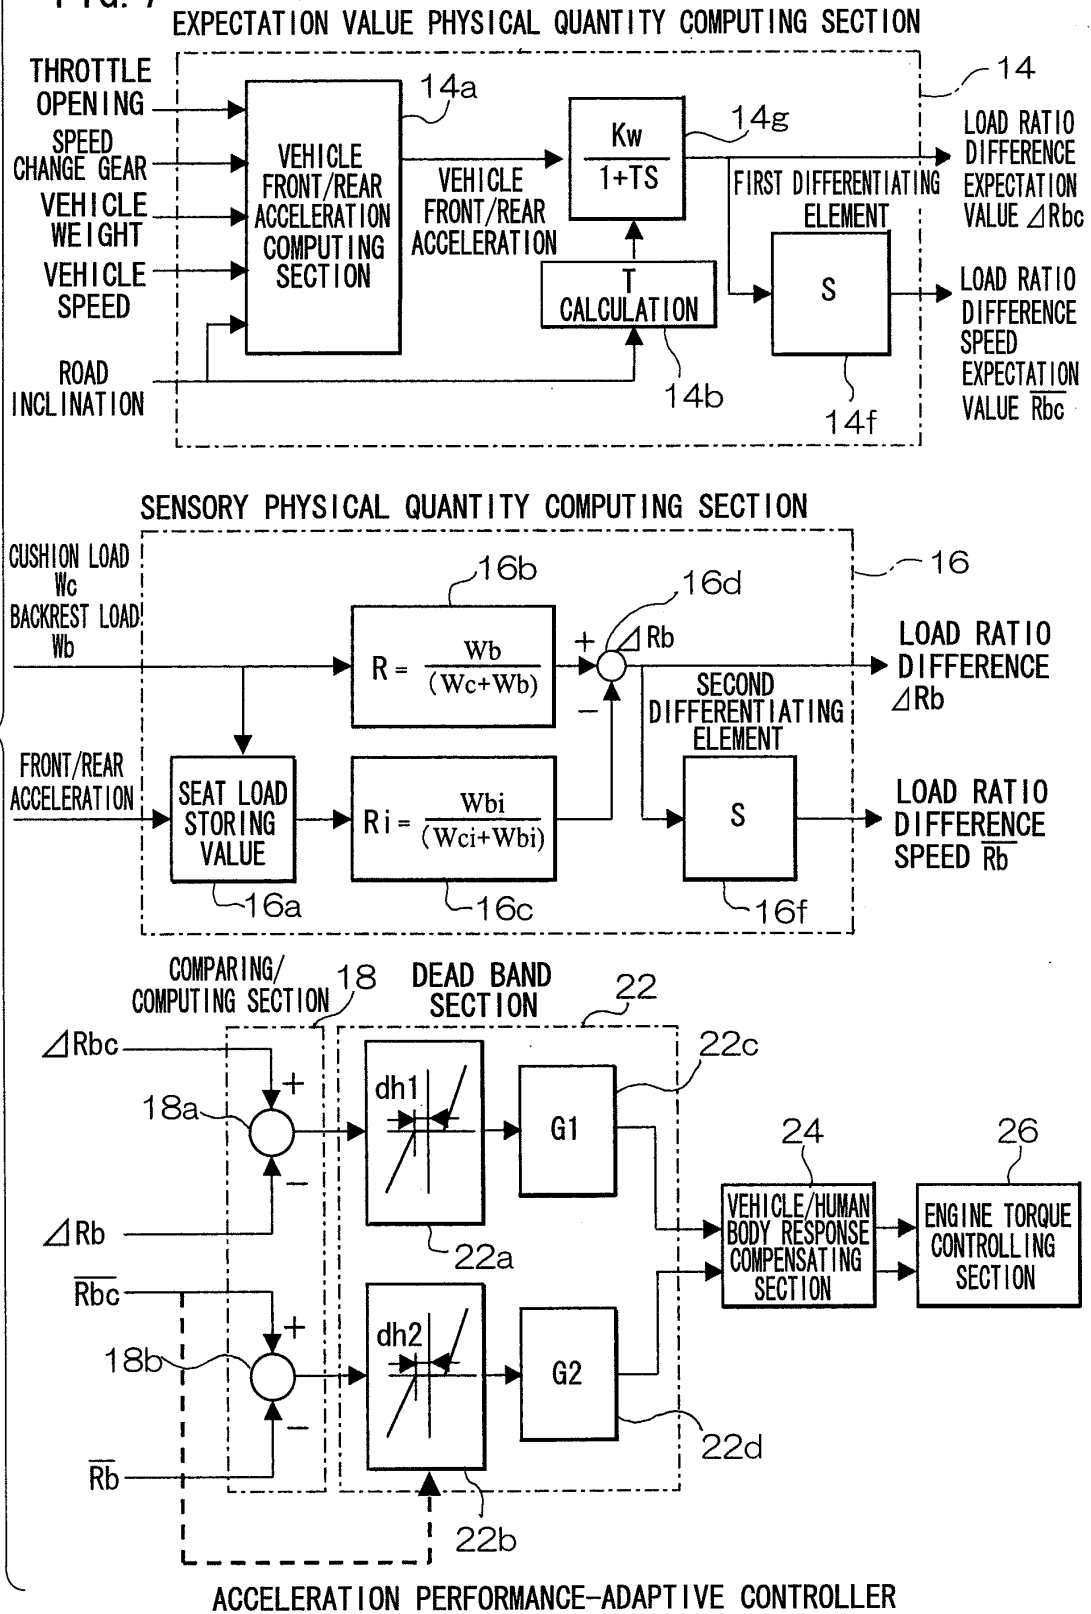 FIG. 7
EXPECTATION VALUE PHYSICAL QUANTITY COMPUTING SECTION
14
THROTTLE
OPENING
SPEED
CHANGE GEAR
VEHICLE
WEIGHT
VEHICLE
SPEED
ROAD
INCLINATION
VEHICLE
FRONT/REAR
ACCELERATION
COMPUTING
SECTION
14a
VEHICLE
FRONT/REAR
ACCELERATION
Kw
1+TS
14g
T
CALCULATION
14b
FIRST DIFFERENTIATING
ELEMENT
S
14f
LOAD RATIO
DIFFERENCE
EXPECTATION
VALUE ⊿Rbc
LOAD RATIO
DIFFERENCE
SPEED
EXPECTATION
VALUE R̅b̅c̅
SENSORY PHYSICAL QUANTITY COMPUTING SECTION
16
CUSHION LOAD
Wc
BACKREST LOAD
Wb
FRONT/REAR
ACCELERATION
SEAT LOAD
STORING
VALUE
16a
16b
R = Wb
(Wc+Wb)
Ri = Wbi
(Wci+Wbi)
16c
16d
+
−
⊿Rb
SECOND
DIFFERENTIATING
ELEMENT
S
16f
LOAD RATIO
DIFFERENCE
⊿Rb
LOAD RATIO
DIFFERENCE
SPEED R̅b̅
COMPARING/
COMPUTING SECTION
18
DEAD BAND
SECTION
22
⊿Rbc
+
18a
−
⊿Rb
R̅b̅c̅
+
18b
−
R̅b̅
dh1
22a
G1
22c
dh2
22b
G2
22d
24
VEHICLE/HUMAN
BODY RESPONSE
COMPENSATING
SECTION
26
ENGINE TORQUE
CONTROLLING
SECTION
ACCELERATION PERFORMANCE-ADAPTIVE CONTROLLER